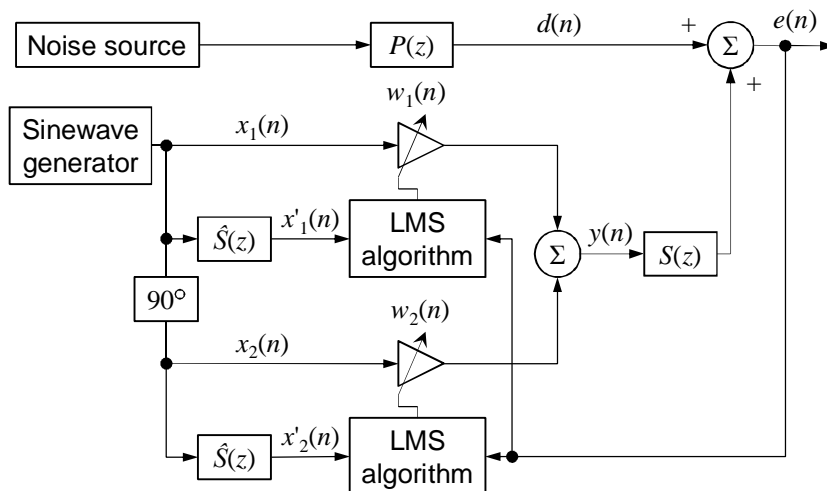 Noise source
P(z)
d(n)
+
Σ
e(n)
+
Sinewave
generator
x₁(n)
w₁(n)
Ŝ(z)
x'₁(n)
LMS
algorithm
Σ
y(n)
S(z)
90°
x₂(n)
w₂(n)
Ŝ(z)
x'₂(n)
LMS
algorithm